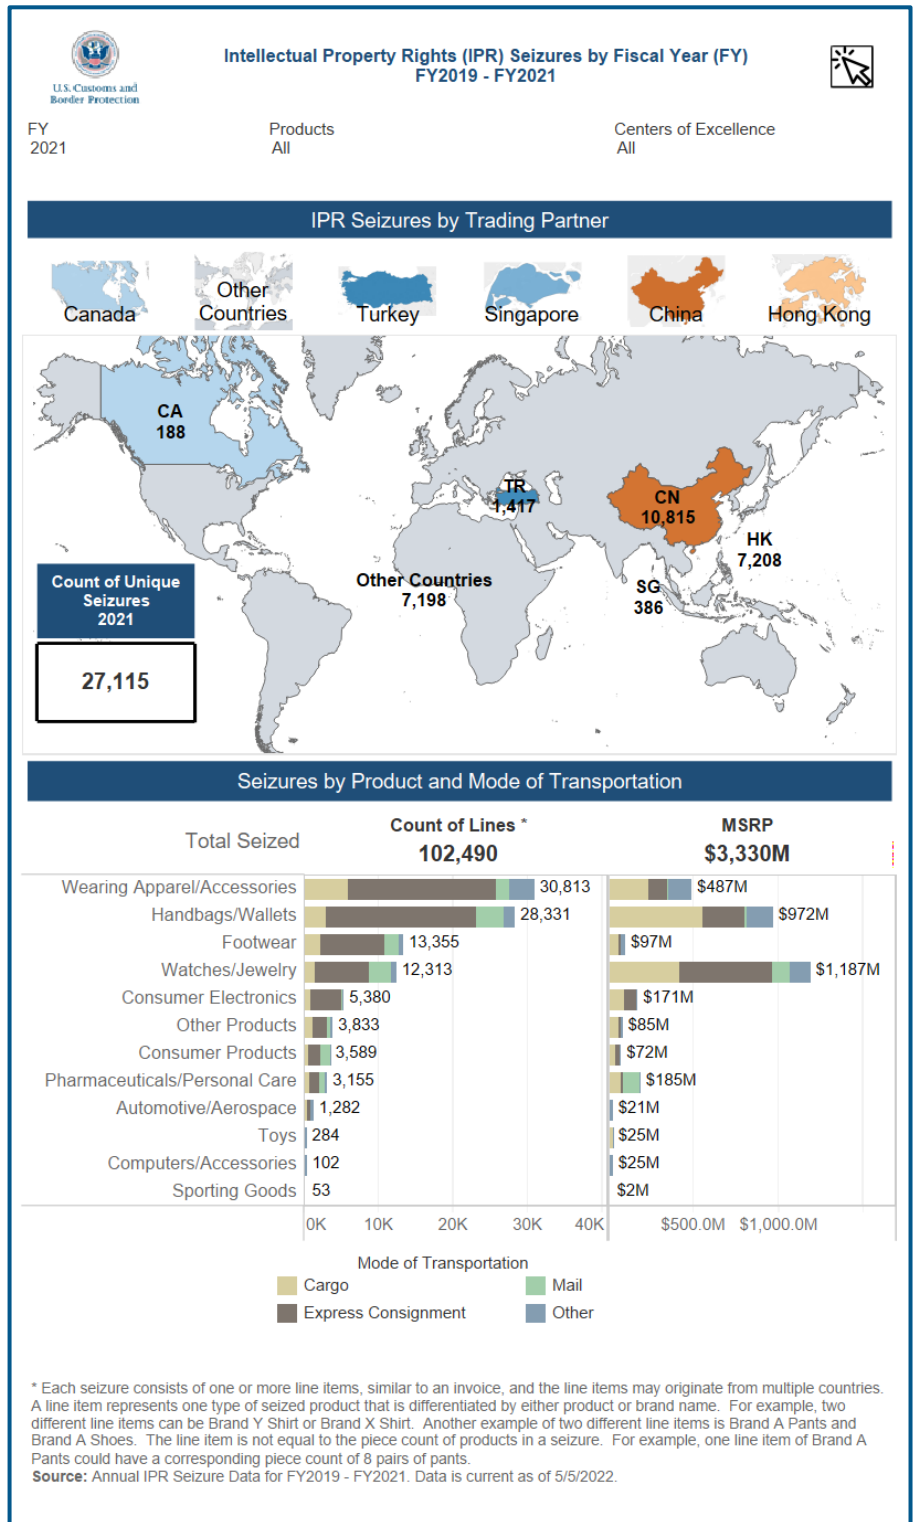 U.S. Customs and
Border Protection
Intellectual Property Rights (IPR) Seizures by Fiscal Year (FY)
FY2019 - FY2021
FY
2021
Products
All
Centers of Excellence
All
IPR Seizures by Trading Partner
Canada
Other
Countries
Turkey
Singapore
China
Hong Kong
CA
188
TR
1,417
CN
10,815
HK
7,208
Other Countries
7,198
SG
386
Count of Unique
Seizures
2021
27,115
Seizures by Product and Mode of Transportation
Total Seized
Count of Lines *
102,490
MSRP
$3,330M
Wearing Apparel/Accessories 30,813 $487M
Handbags/Wallets 28,331 $972M
Footwear 13,355 $97M
Watches/Jewelry 12,313 $1,187M
Consumer Electronics 5,380 $171M
Other Products 3,833 $85M
Consumer Products 3,589 $72M
Pharmaceuticals/Personal Care 3,155 $185M
Automotive/Aerospace 1,282 $21M
Toys 284 $25M
Computers/Accessories 102 $25M
Sporting Goods 53 $2M
0K 10K 20K 30K 40K $500.0M $1,000.0M
Mode of Transportation
Cargo Mail
Express Consignment Other
* Each seizure consists of one or more line items, similar to an invoice, and the line items may originate from multiple countries.
A line item represents one type of seized product that is differentiated by either product or brand name. For example, two
different line items can be Brand Y Shirt or Brand X Shirt. Another example of two different line items is Brand A Pants and
Brand A Shoes. The line item is not equal to the piece count of products in a seizure. For example, one line item of Brand A
Pants could have a corresponding piece count of 8 pairs of pants.
Source: Annual IPR Seizure Data for FY2019 - FY2021. Data is current as of 5/5/2022.